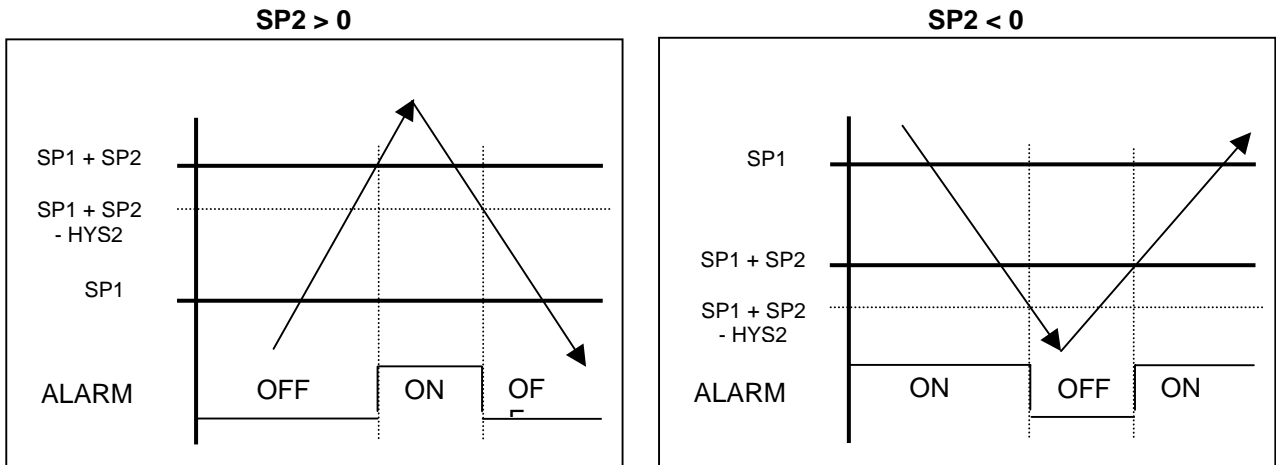 SP2 > 0
SP1 + SP2
SP1 + SP2
- HYS2
SP1
ALARM
OFF
ON
OF
SP2 < 0
SP1
SP1 + SP2
SP1 + SP2
- HYS2
ALARM
ON
OFF
ON